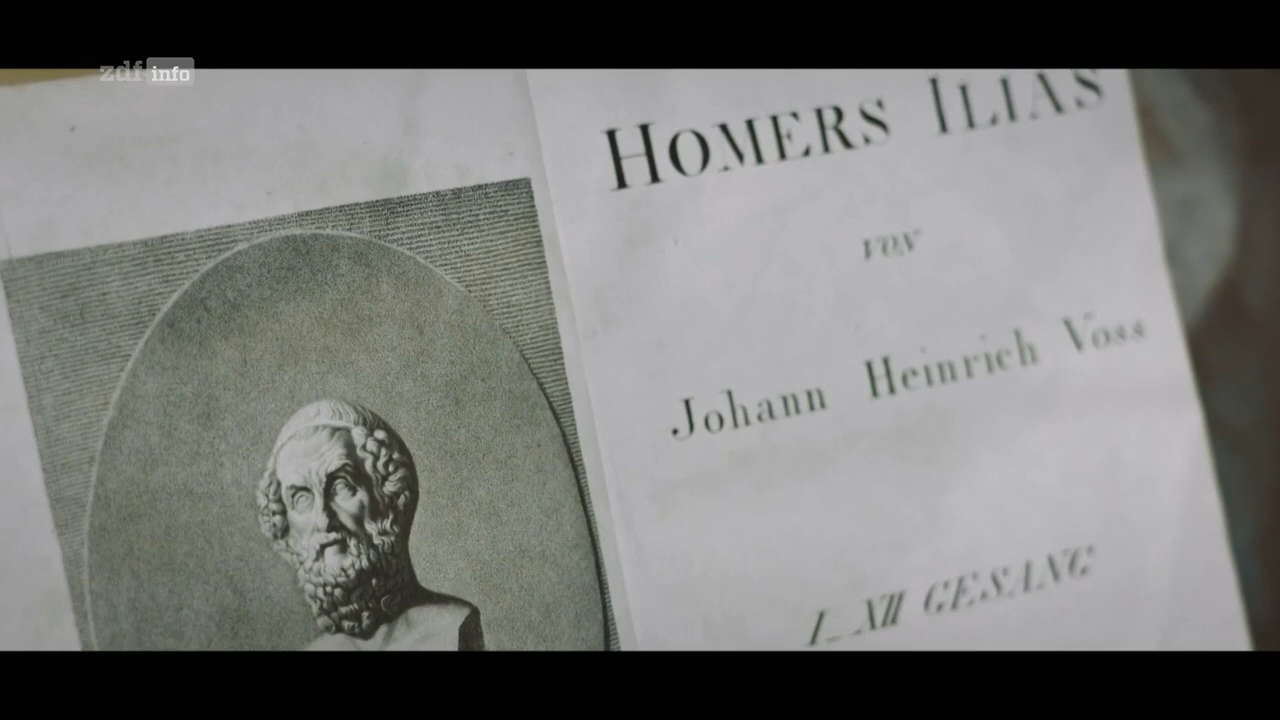 zdf info
HOMERS ILIAS
von
Johann Heinrich Voss
I_XII GESANG